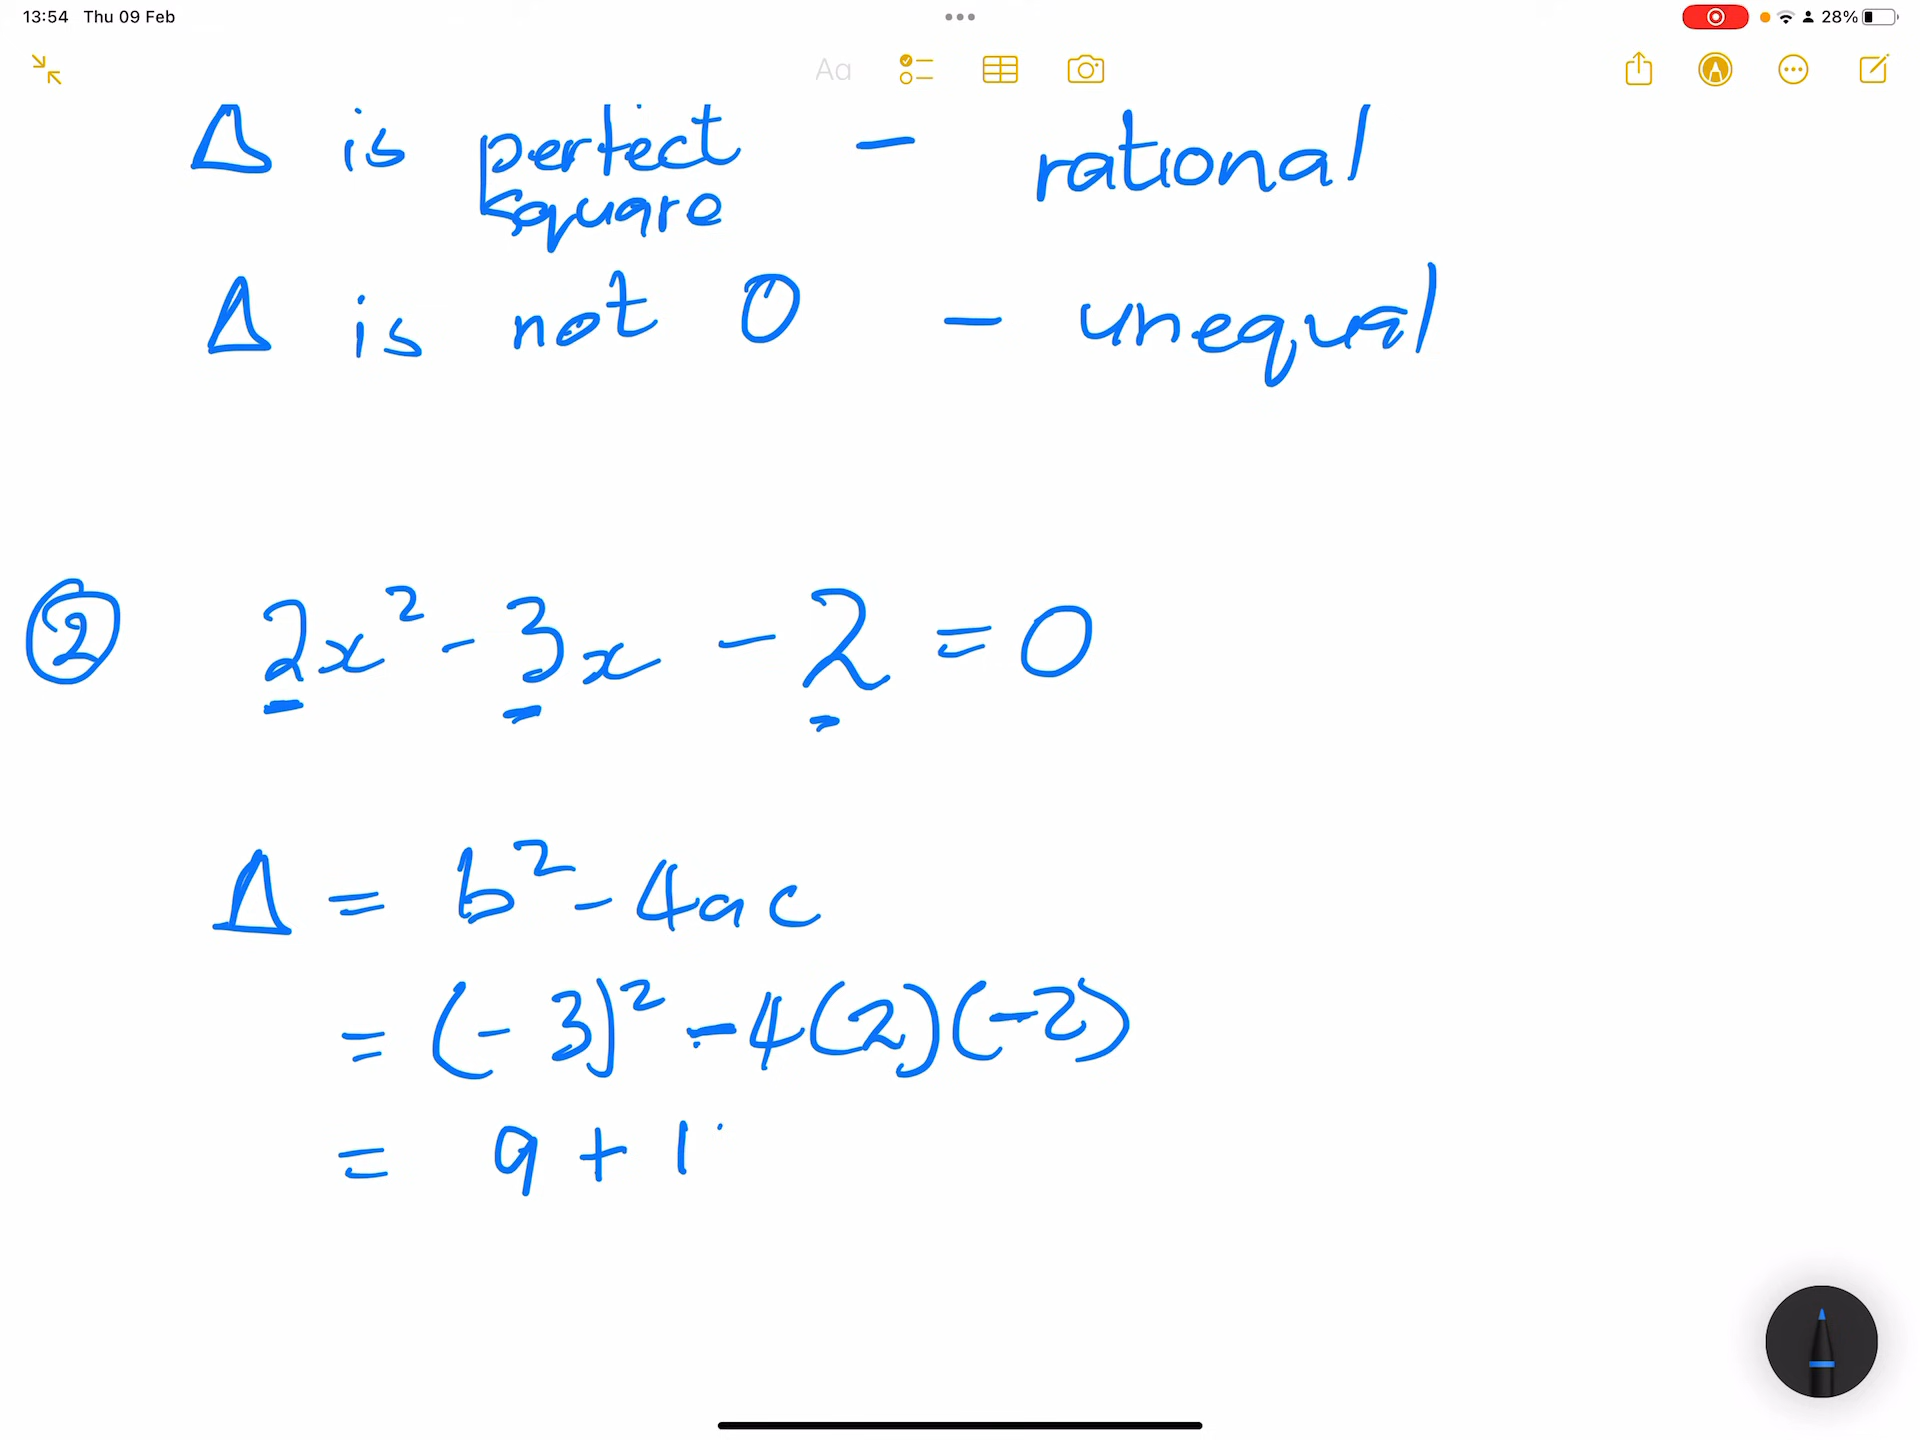 13:54 Thu 09 Feb
28%
Aa
Δ is perfect square - rational
Δ is not 0 - unequal
② 2x² - 3x - 2 = 0
Δ = b² - 4ac
= (-3)² - 4(2)(-2)
= 9 + 1